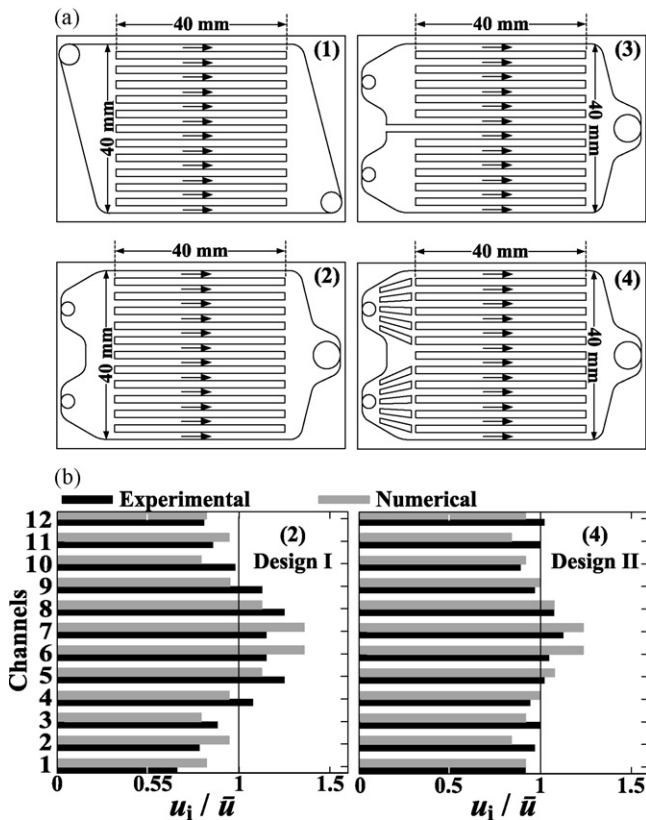 (a)
40 mm
(1)
40 mm
40 mm
(3)
40 mm
40 mm
(2)
40 mm
40 mm
(4)
40 mm
(b)
Experimental
Numerical
Channels
12
11
10
9
8
7
6
5
4
3
2
1
(2)
Design I
(4)
Design II
0
0.55
1
1.5
0
0.5
1
1.5
u_i / ū
u_i / ū